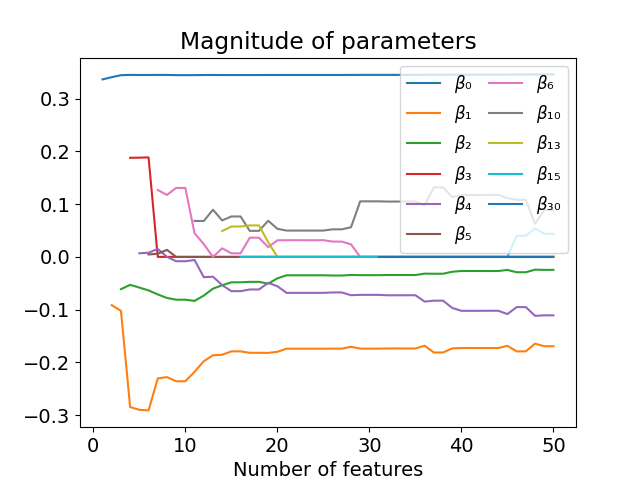 Magnitude of parameters
0.3
0.2
0.1
0.0
−0.1
−0.2
−0.3
β₀
β₁
β₂
β₃
β₄
β₅
β₆
β₁₀
β₁₃
β₁₅
β₃₀
0 10 20 30 40 50
Number of features